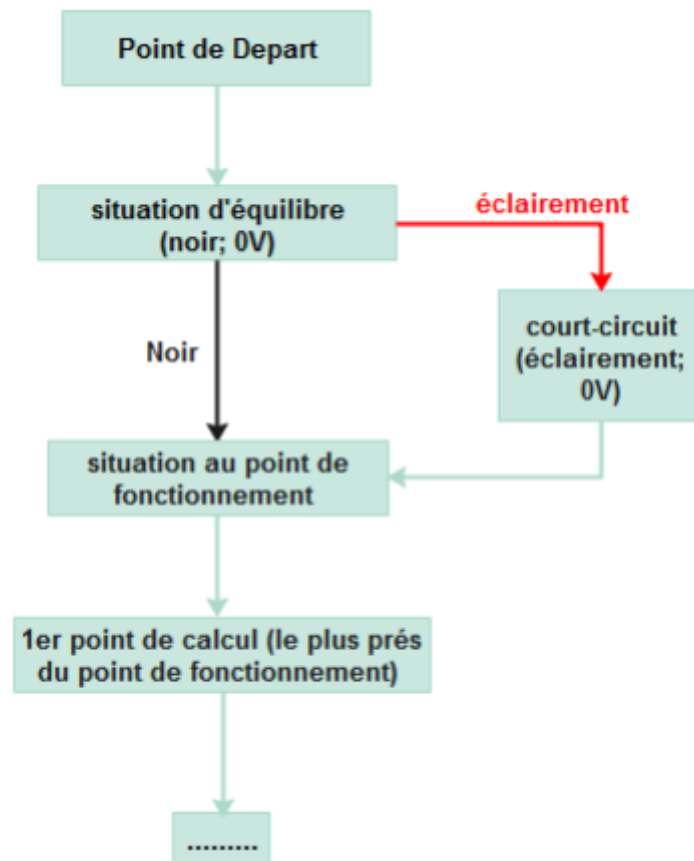 Point de Depart
situation d'équilibre
(noir; 0V)
éclairement
court-circuit
(éclairement;
0V)
Noir
situation au point de
fonctionnement
1er point de calcul (le plus prés
du point de fonctionnement)
.........